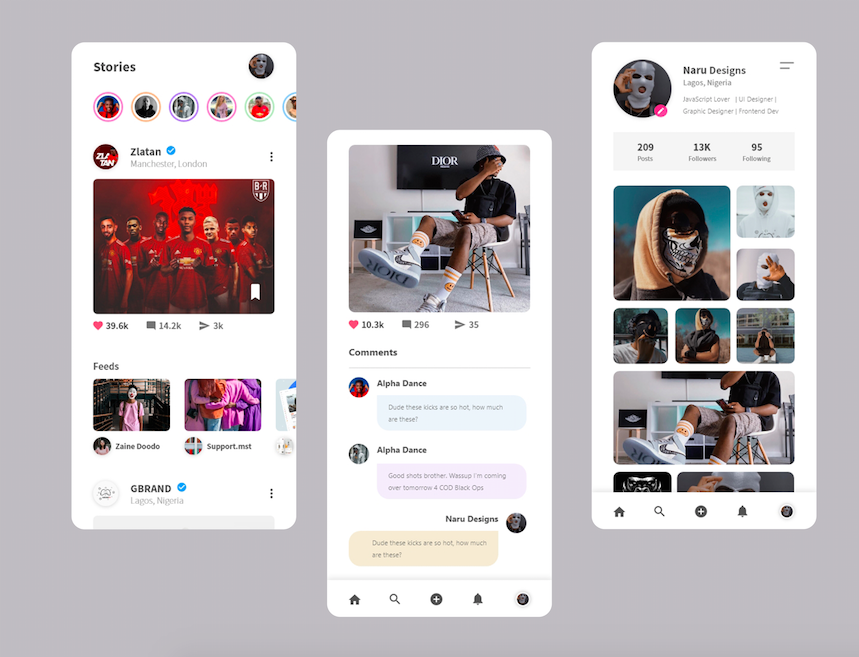 Stories
ZLA
TAN
Zlatan
Manchester, London
B R
39.6k
14.2k
3k
Feeds
Zaine Doodo
Support.mst
GBRAND
Lagos, Nigeria
DIOR
DIOR
10.3k
296
35
Comments
Alpha Dance
Dude these kicks are so hot, how much
are these?
Alpha Dance
Good shots brother. Wassup I'm coming
over tomorrow 4 COD Black Ops
Naru Designs
Dude these kicks are so hot, how much
are these?
Naru Designs
Lagos, Nigeria
JavaScript Lover | UI Designer |
Graphic Designer | Frontend Dev
209
13K
95
Posts
Followers
Following